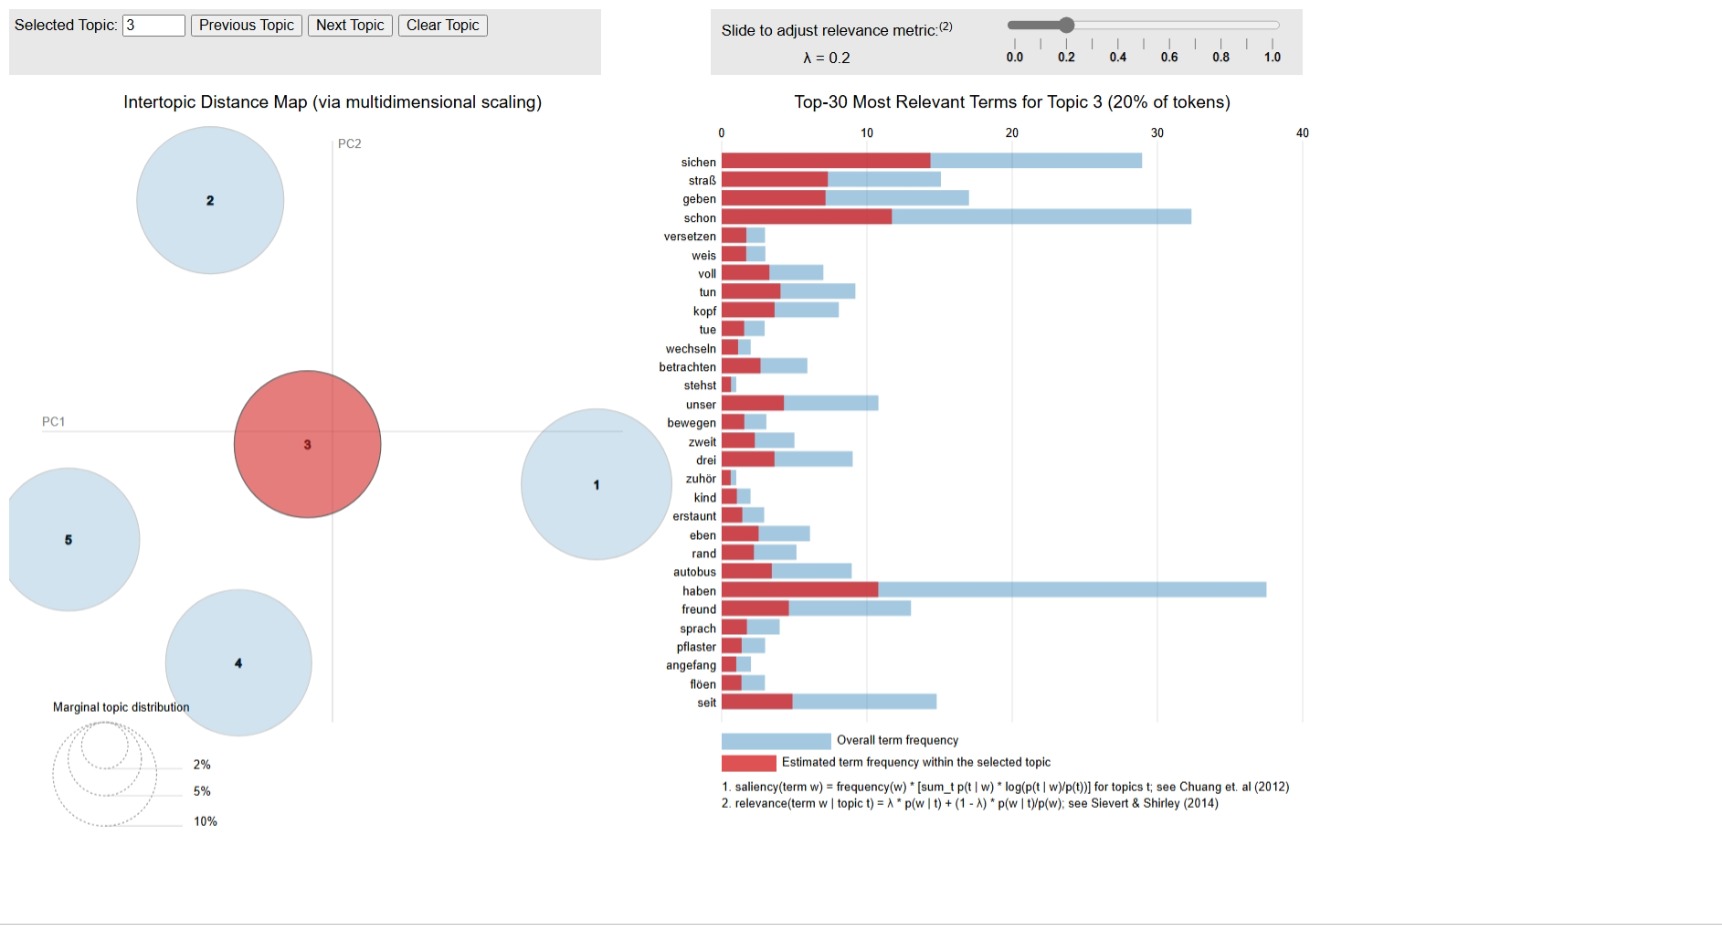 Selected Topic: 3 Previous Topic Next Topic Clear Topic
Slide to adjust relevance metric:(2)
λ = 0.2
0.0 0.2 0.4 0.6 0.8 1.0
Intertopic Distance Map (via multidimensional scaling)
PC2
PC1
2
3
1
5
4
Marginal topic distribution
2%
5%
10%
Top-30 Most Relevant Terms for Topic 3 (20% of tokens)
0 10 20 30 40
sichen
straß
geben
schon
versetzen
weis
voll
tun
kopf
tue
wechseln
betrachten
stehst
unser
bewegen
zweit
drei
zuhör
kind
erstaunt
eben
rand
autobus
haben
freund
sprach
pflaster
angefang
flöen
seit
Overall term frequency
Estimated term frequency within the selected topic
1. saliency(term w) = frequency(w) * [sum_t p(t | w) * log(p(t | w)/p(t))] for topics t; see Chuang et. al (2012)
2. relevance(term w | topic t) = λ * p(w | t) + (1 - λ) * p(w | t)/p(w); see Sievert & Shirley (2014)